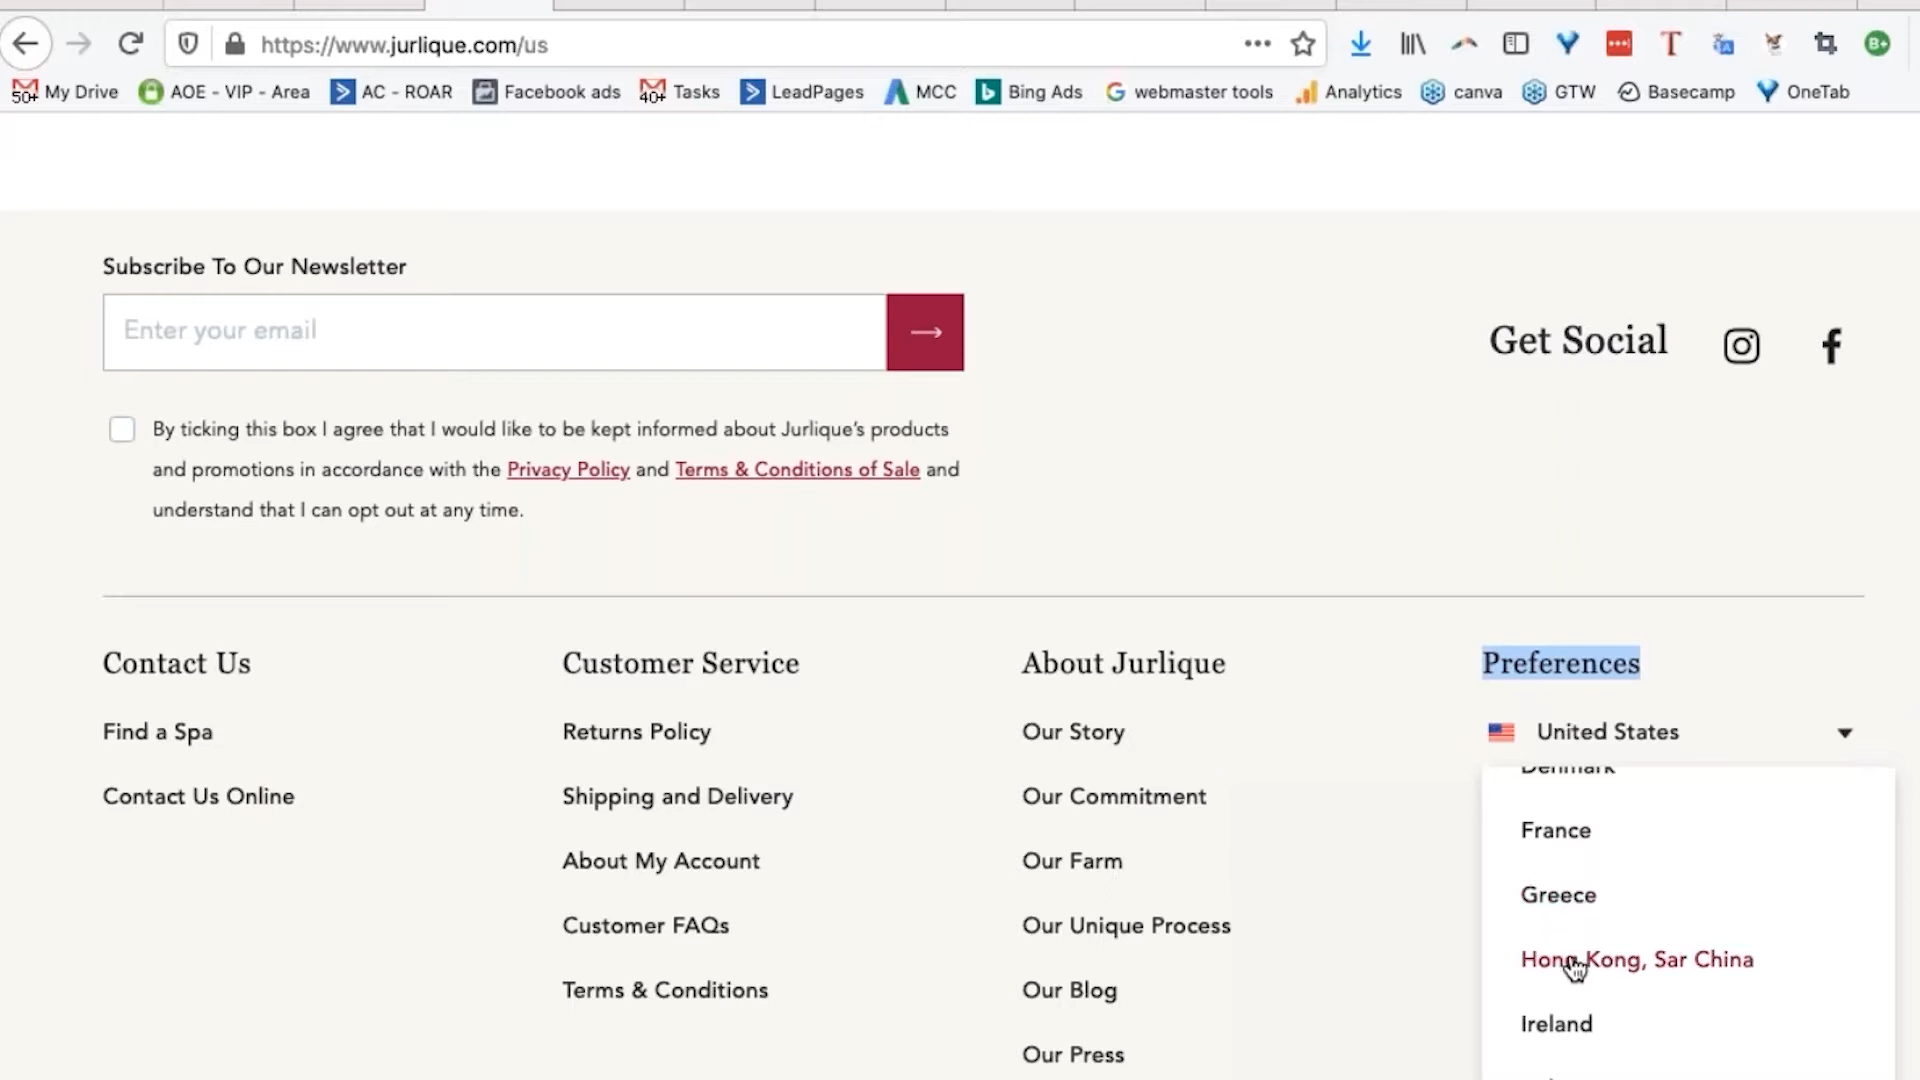 https://www.jurlique.com/us
50+ My Drive AOE - VIP - Area AC - ROAR Facebook ads 40+ Tasks LeadPages MCC Bing Ads webmaster tools Analytics canva GTW Basecamp OneTab
Subscribe To Our Newsletter
Enter your email
Get Social
By ticking this box I agree that I would like to be kept informed about Jurlique's products
and promotions in accordance with the Privacy Policy and Terms & Conditions of Sale and
understand that I can opt out at any time.
Contact Us
Find a Spa
Contact Us Online
Customer Service
Returns Policy
Shipping and Delivery
About My Account
Customer FAQs
Terms & Conditions
About Jurlique
Our Story
Our Commitment
Our Farm
Our Unique Process
Our Blog
Our Press
Preferences
United States
Denmark
France
Greece
Hong Kong, Sar China
Ireland